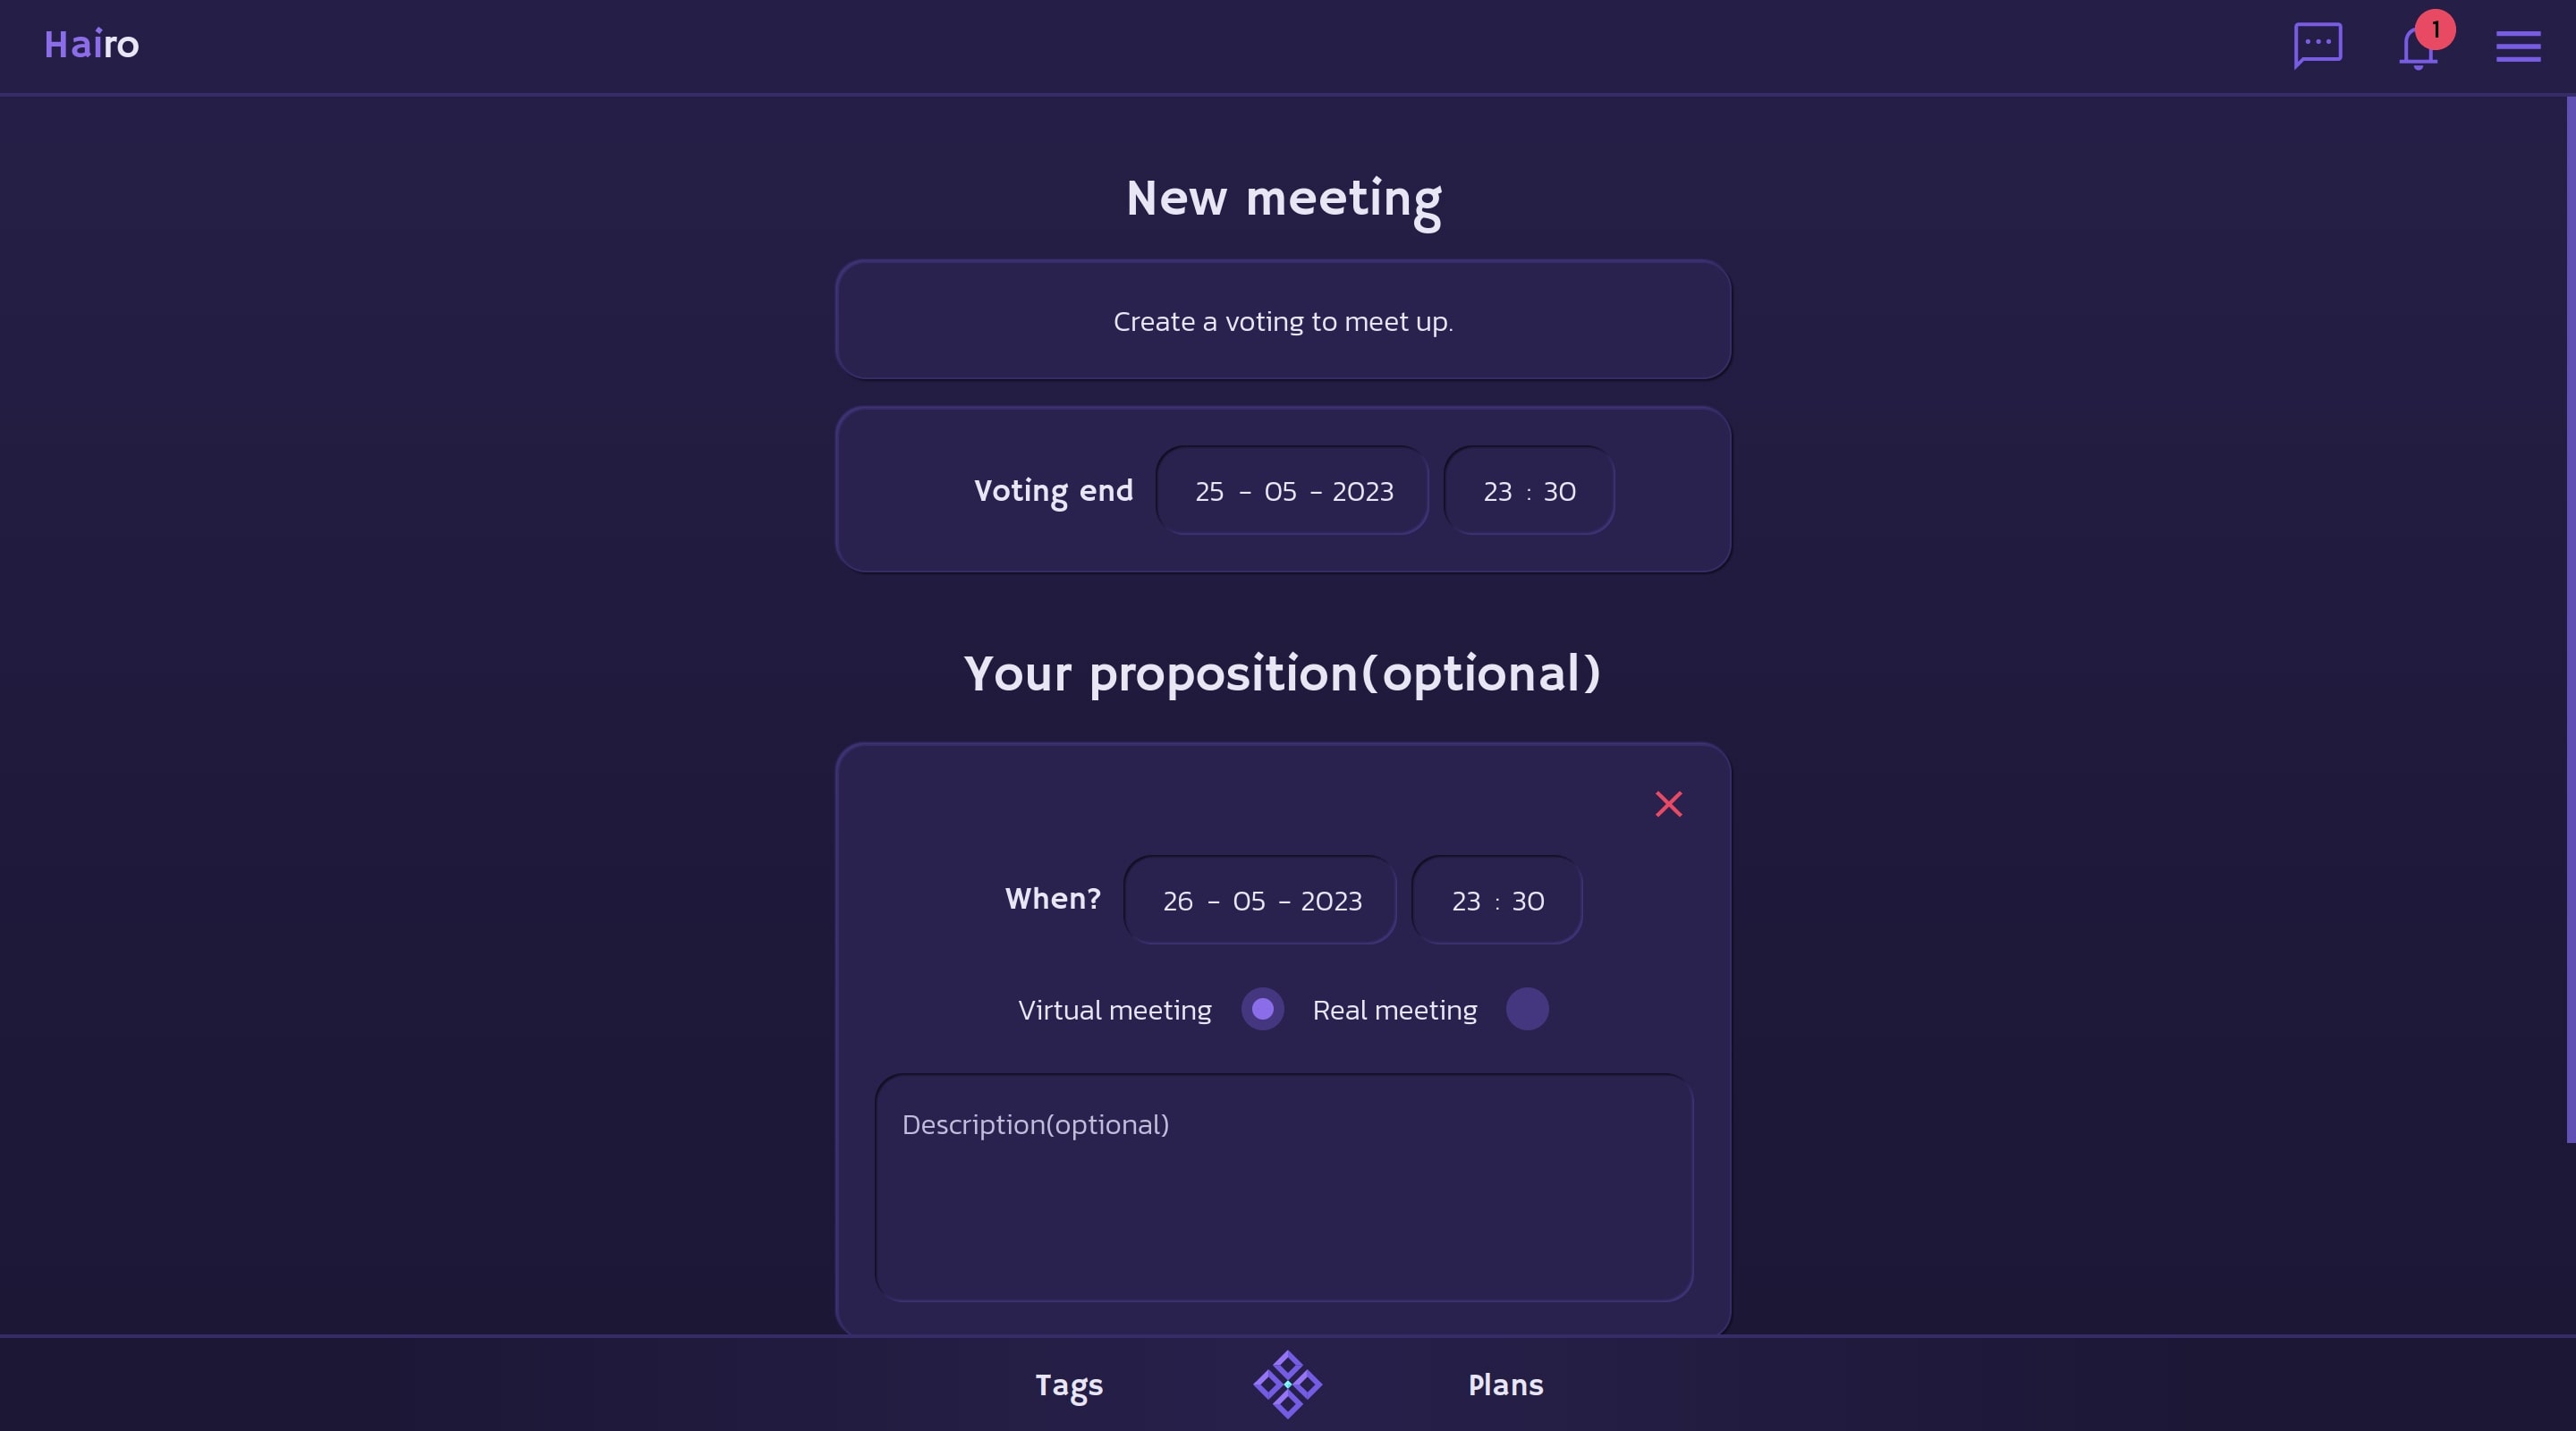 Hairo
1
New meeting
Create a voting to meet up.
Voting end 25 - 05 - 2023 23 : 30
Your proposition(optional)
When? 26 - 05 - 2023 23 : 30
Virtual meeting Real meeting
Description(optional)
Tags Plans